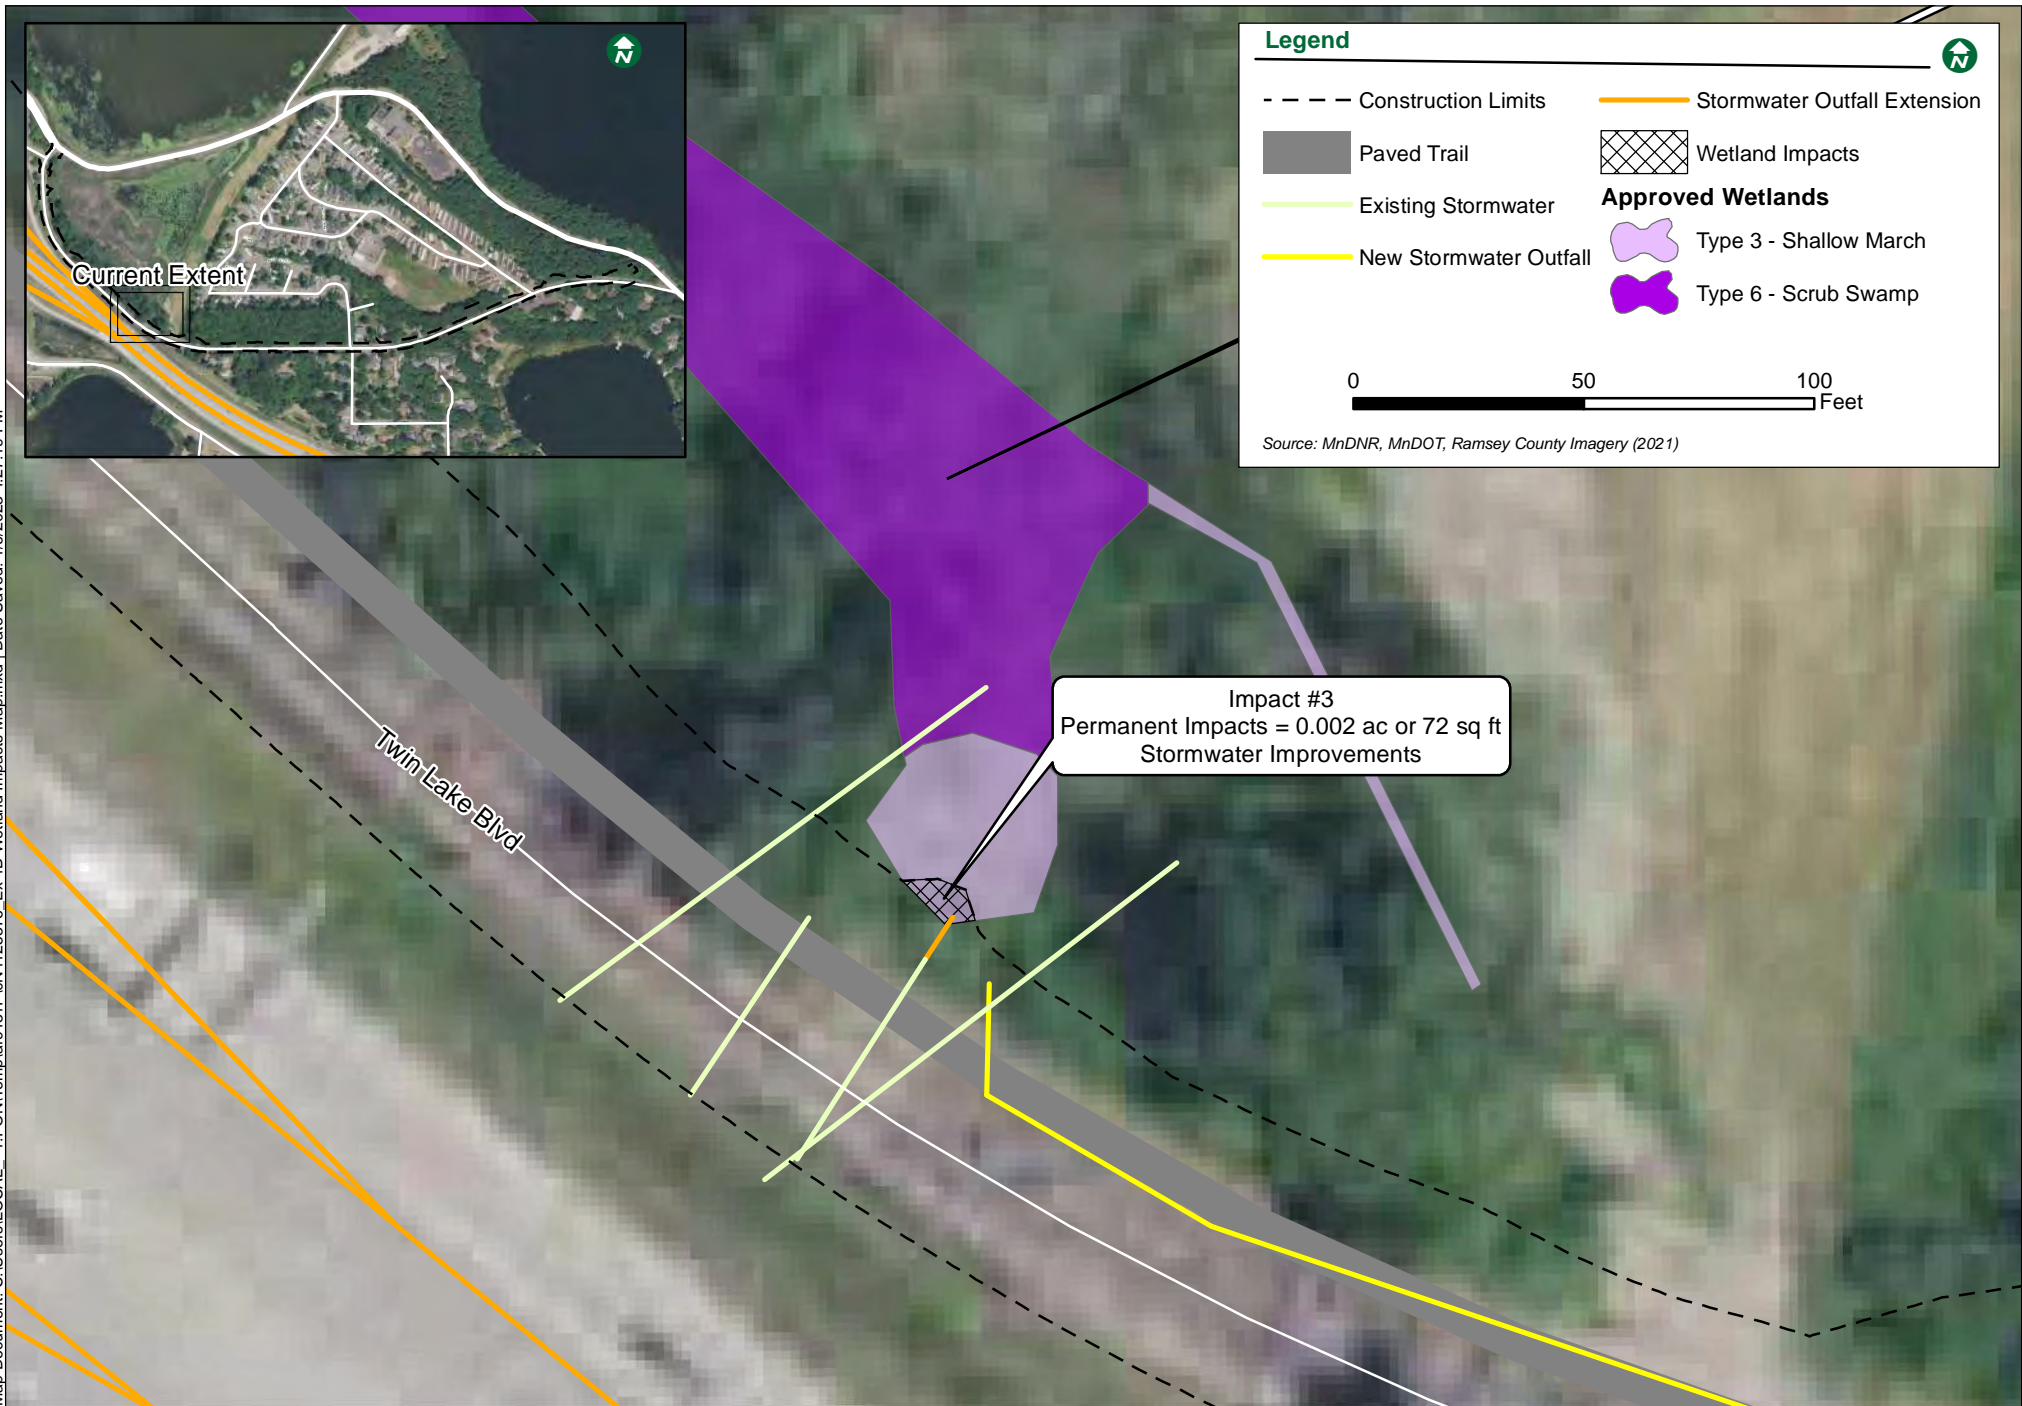 N
Current Extent
Legend
N
Construction Limits
Stormwater Outfall Extension
Paved Trail
Wetland Impacts
Existing Stormwater
Approved Wetlands
New Stormwater Outfall
Type 3 - Shallow March
Type 6 - Scrub Swamp
0 50 100
Feet
Source: MnDNR, MnDOT, Ramsey County Imagery (2021)
Impact #3
Permanent Impacts = 0.002 ac or 72 sq ft
Stormwater Improvements
Twin Lake Blvd